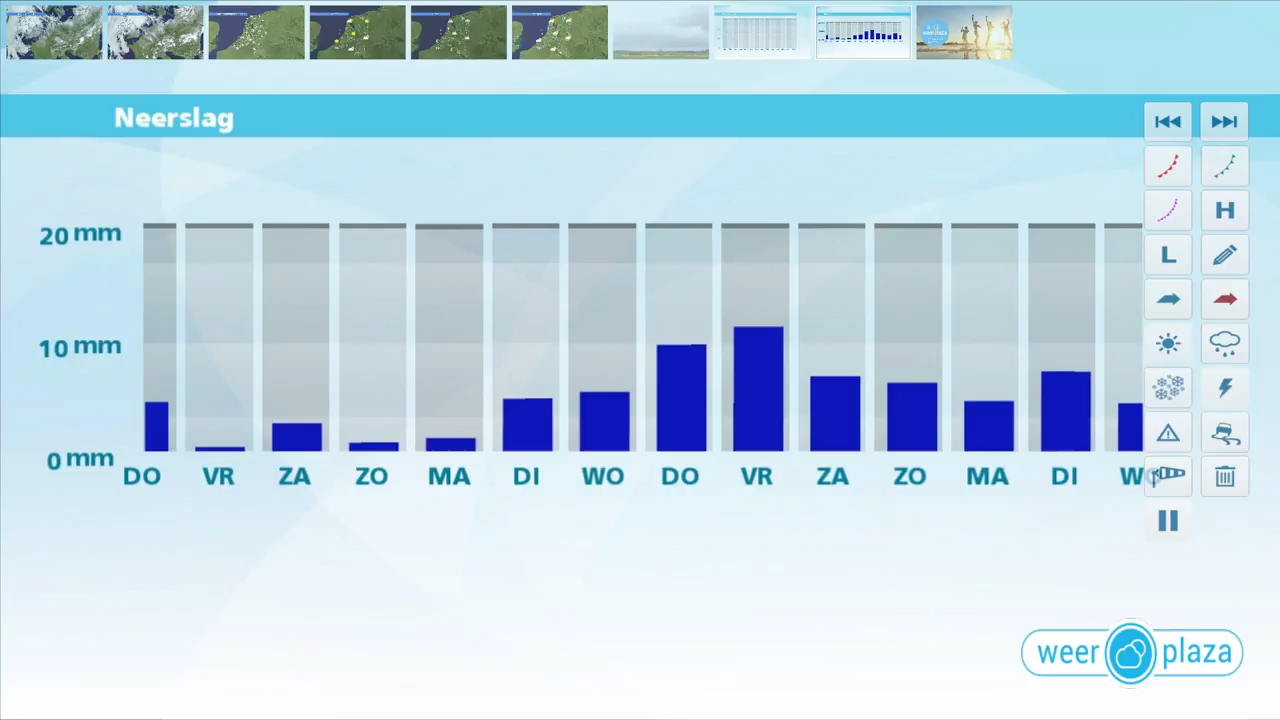 Neerslag
20 mm
10 mm
0 mm
DO VR ZA ZO MA DI WO DO VR ZA ZO MA DI WO
H
L
weer plaza